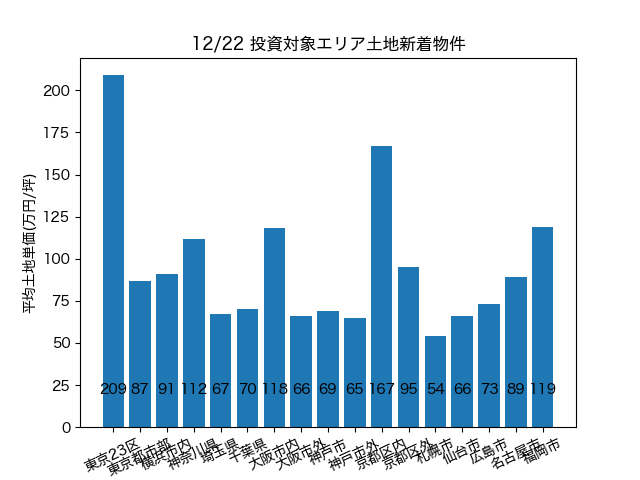 12/22 投資対象エリア土地新着物件
平均土地単価(万円/坪)
200
175
150
125
100
75
50
25
0
209 87 91 112 67 70 118 66 69 65 167 95 54 66 73 89 119
東京23区 東京都市部 横浜市内 神奈川県 埼玉県 千葉県 大阪市内 大阪市外 神戸市 神戸市外 京都区内 京都区外 札幌市 仙台市 広島市 名古屋市 福岡市